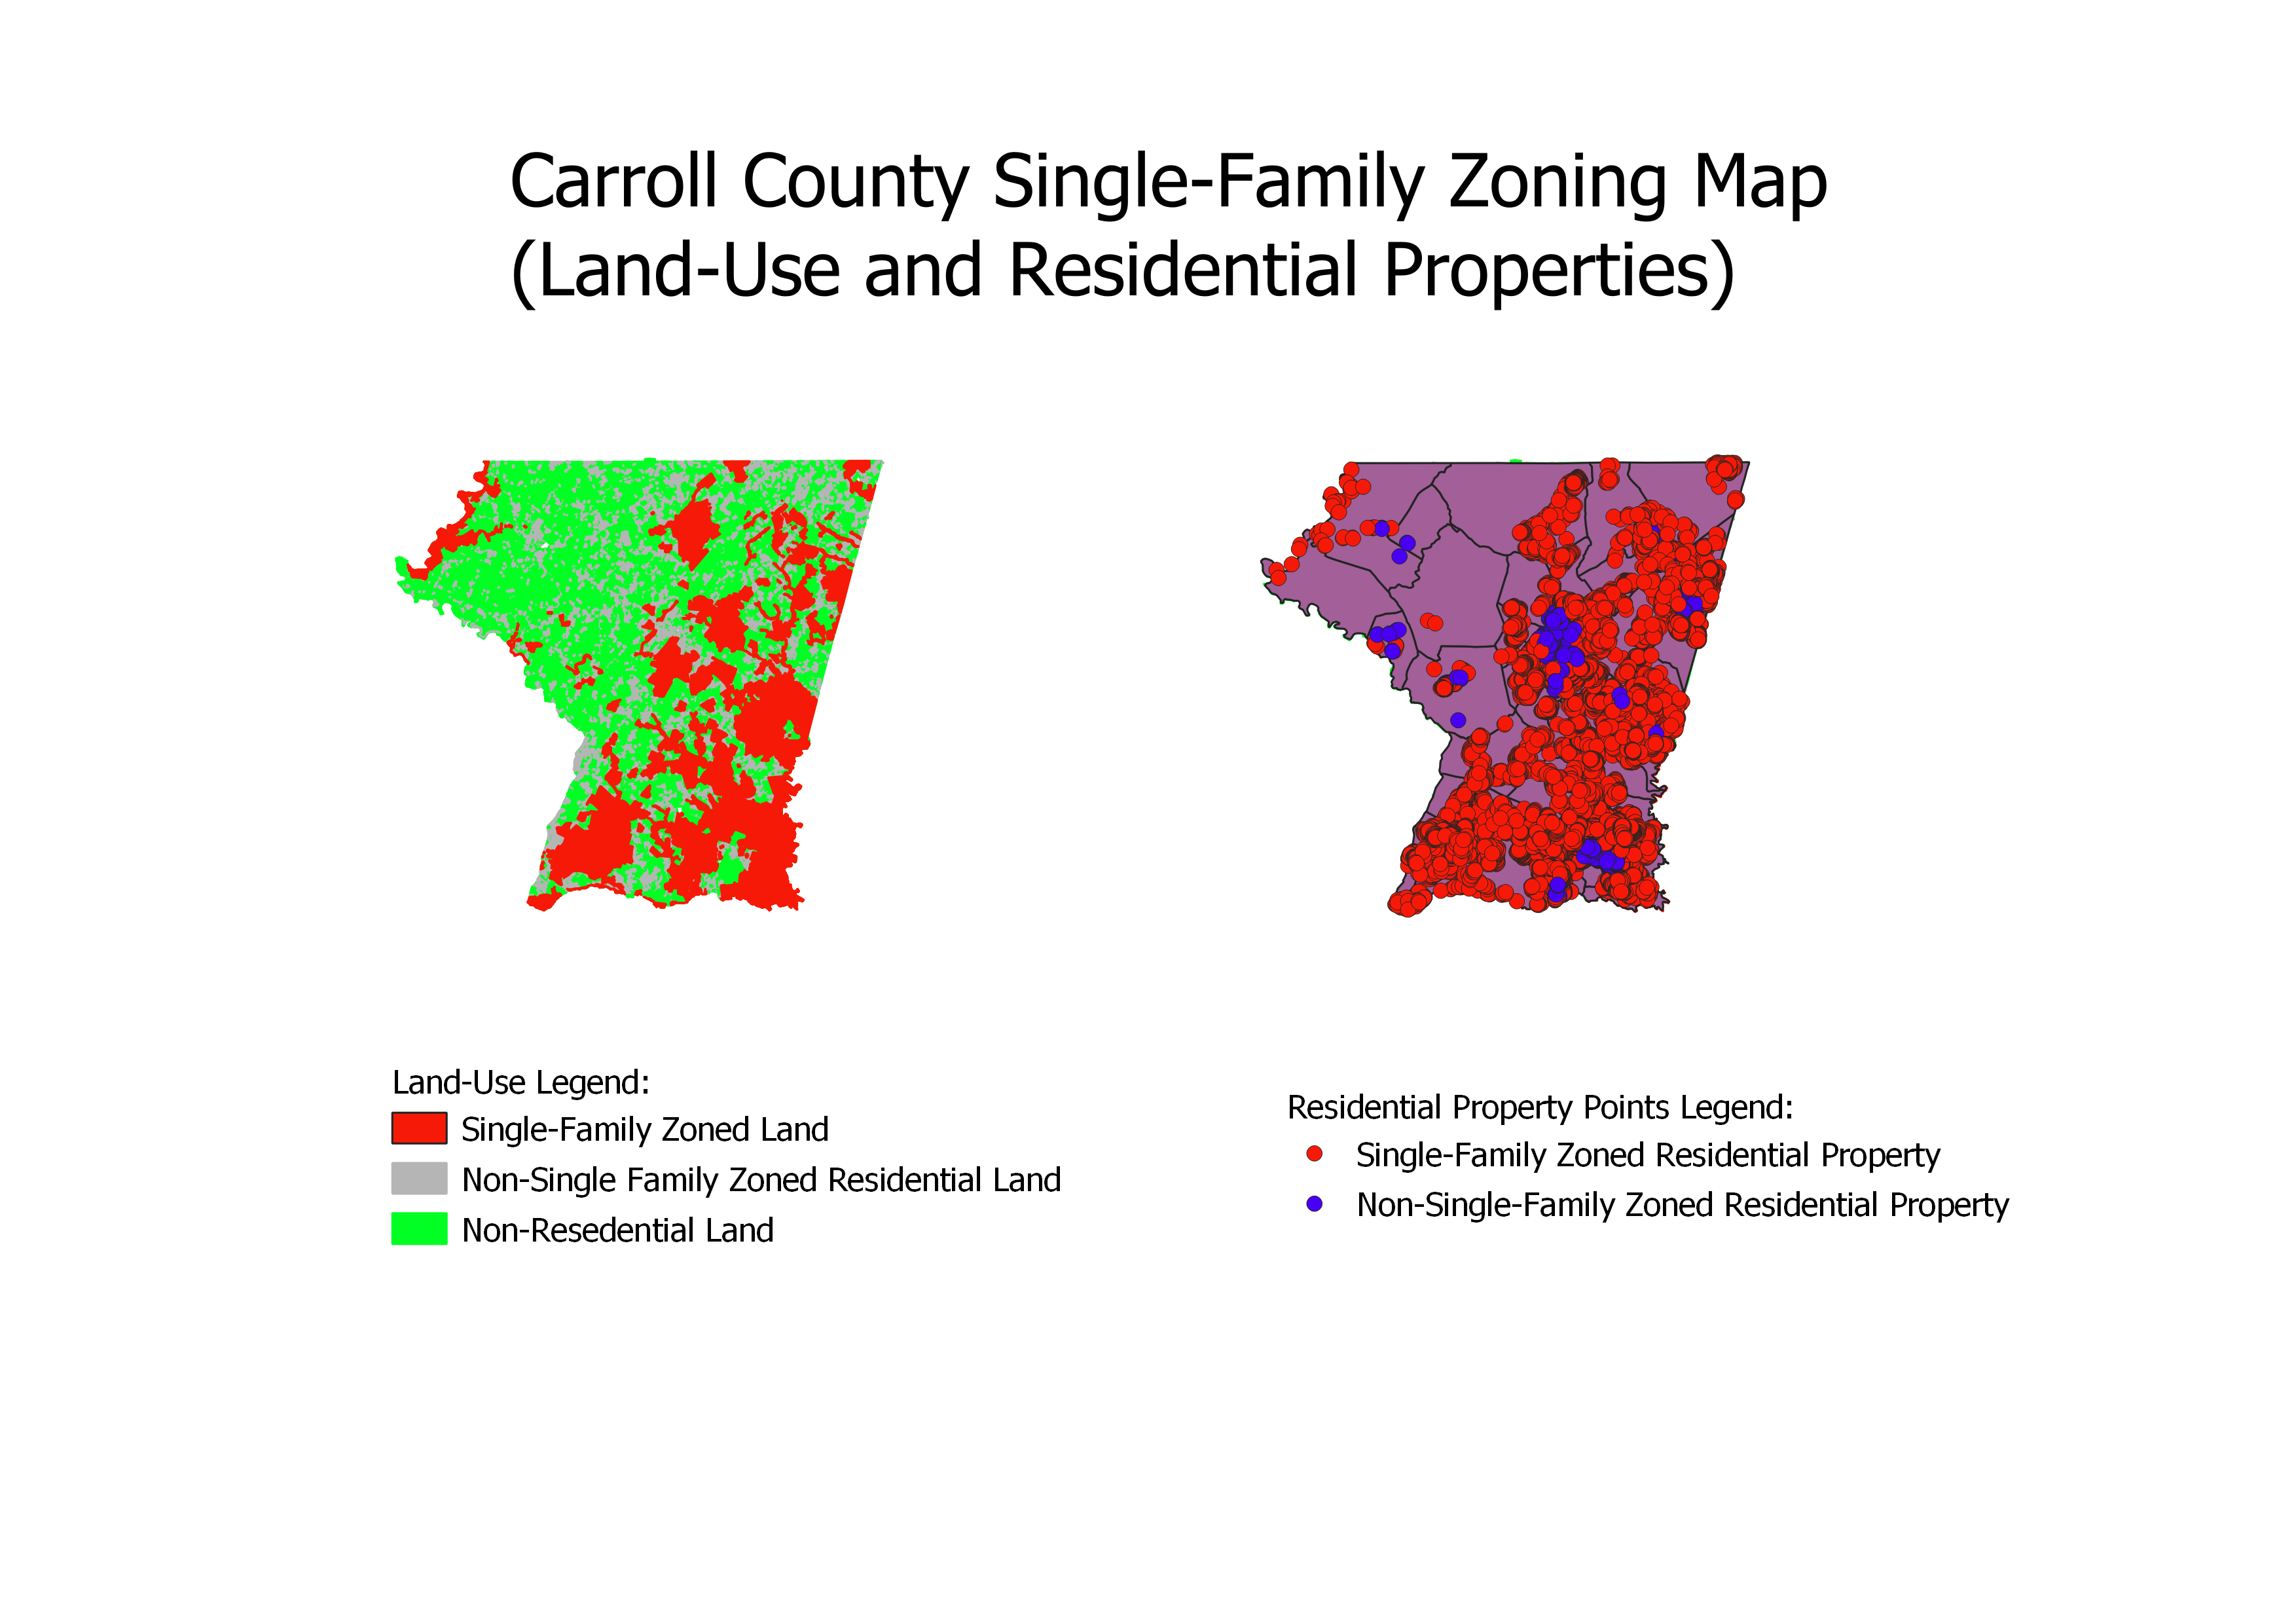 Carroll County Single-Family Zoning Map
(Land-Use and Residential Properties)
Land-Use Legend:
Single-Family Zoned Land
Non-Single Family Zoned Residential Land
Non-Resedential Land
Residential Property Points Legend:
Single-Family Zoned Residential Property
Non-Single-Family Zoned Residential Property